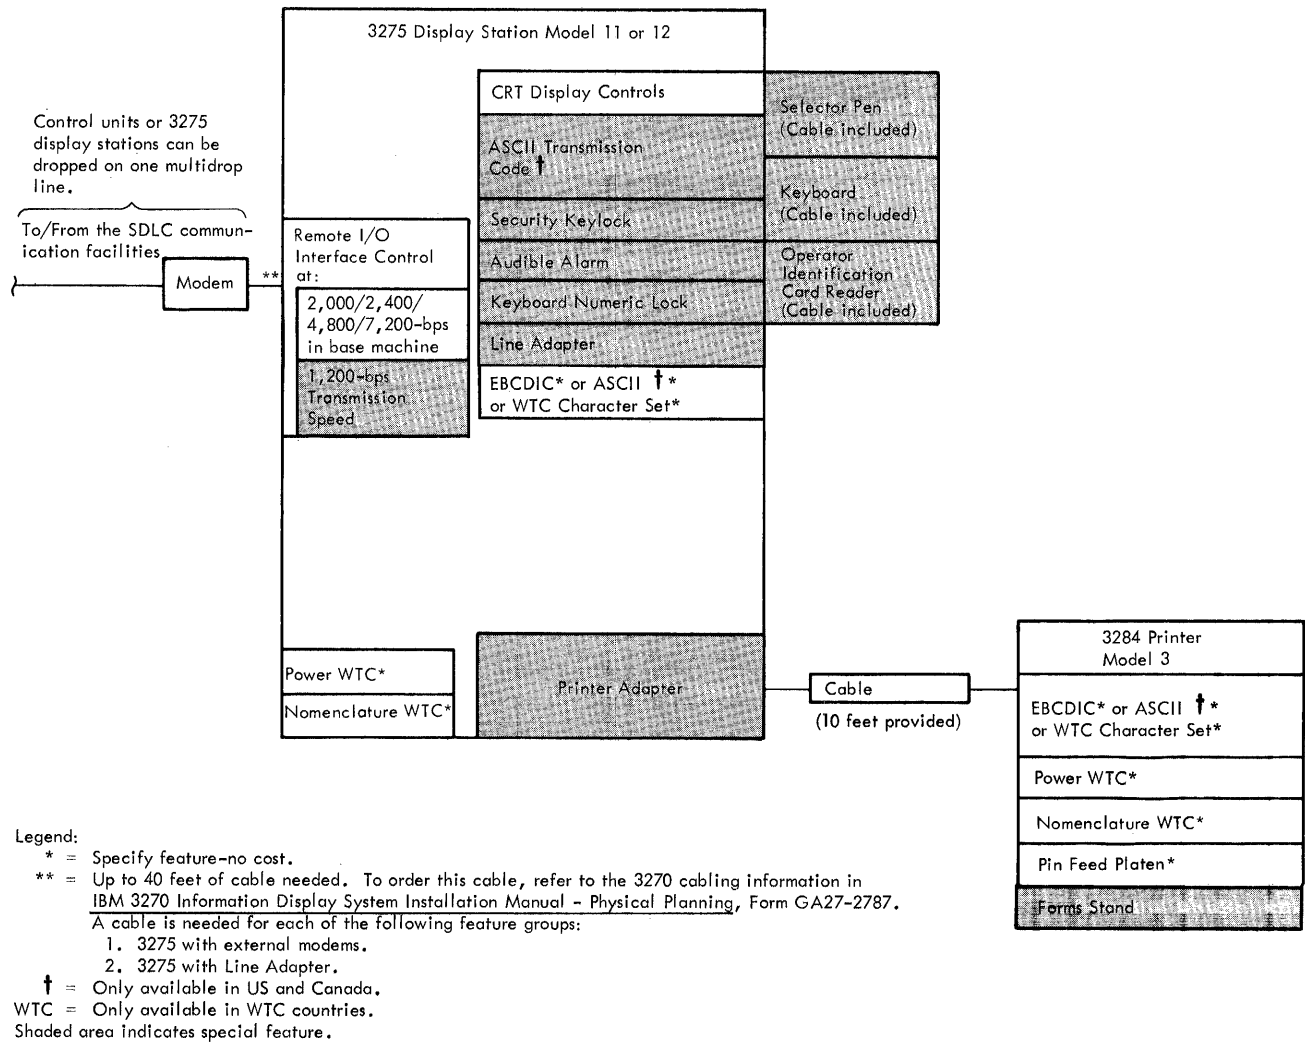 3275 Display Station Model 11 or 12
CRT Display Controls
ASCII Transmission
Code †
Security Keylock
Audible Alarm
Keyboard Numeric Lock
Line Adapter
EBCDIC* or ASCII † *
or WTC Character Set*
Selector Pen
(Cable included)
Keyboard
(Cable included)
Operator
Identification
Card Reader
(Cable included)
Control units or 3275
display stations can be
dropped on one multidrop
line.
To/From the SDLC commun-
ication facilities
Modem
**
Remote I/O
Interface Control
at:
2,000/2,400/
4,800/7,200-bps
in base machine
1,200-bps
Transmission
Speed
Power WTC*
Nomenclature WTC*
Printer Adapter
Cable
(10 feet provided)
3284 Printer
Model 3
EBCDIC* or ASCII † *
or WTC Character Set*
Power WTC*
Nomenclature WTC*
Pin Feed Platen*
Forms Stand
Legend:
* = Specify feature-no cost.
** = Up to 40 feet of cable needed. To order this cable, refer to the 3270 cabling information in
IBM 3270 Information Display System Installation Manual - Physical Planning, Form GA27-2787.
A cable is needed for each of the following feature groups:
1. 3275 with external modems.
2. 3275 with Line Adapter.
† = Only available in US and Canada.
WTC = Only available in WTC countries.
Shaded area indicates special feature.